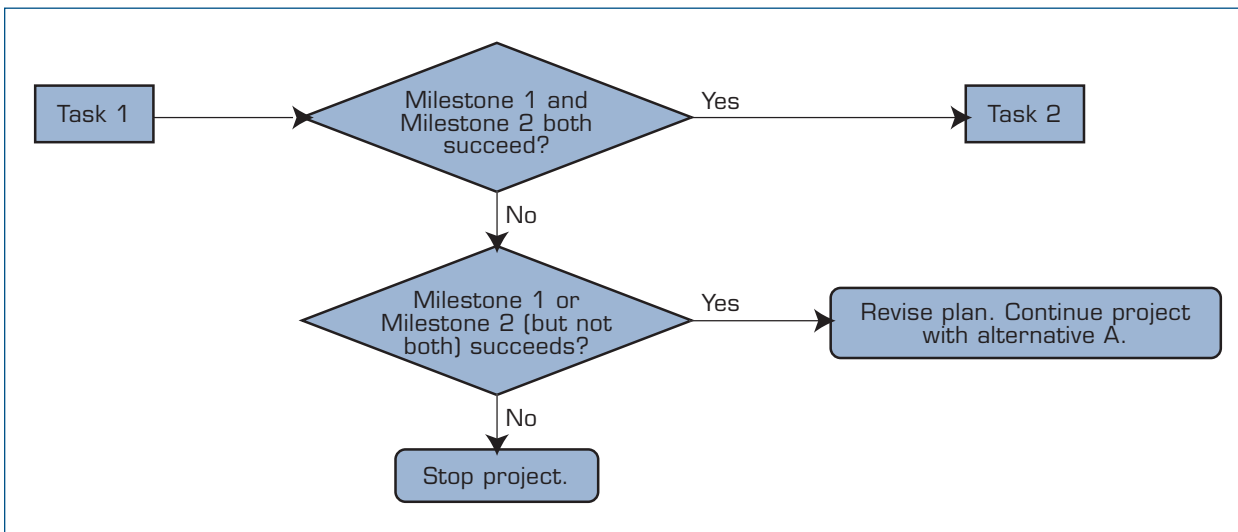 Task 1
Milestone 1 and
Milestone 2 both
succeed?
Yes
Task 2
No
Milestone 1 or
Milestone 2 (but not
both) succeeds?
Yes
Revise plan. Continue project
with alternative A.
No
Stop project.